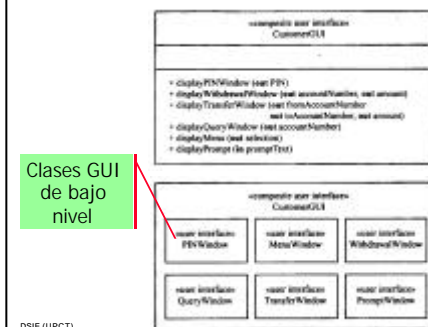 «composite user interface»
CustomerGUI
+ displayPINWindow (out PIN)
+ displayWithdrawalWindow (out accountNumber, out amount)
+ displayTransferWindow (out fromAccountNumber
out toAccountNumber, out amount)
+ displayQueryWindow (out accountNumber)
+ displayMenu (out selection)
+ displayPrompt (in promptText)
Clases GUI
de bajo
nivel
«composite user interface»
CustomerGUI
«user interface»
PINWindow
«user interface»
MenuWindow
«user interface»
WithdrawalWindow
«user interface»
QueryWindow
«user interface»
TransferWindow
«user interface»
PromptWindow
DSIE (UPCT)